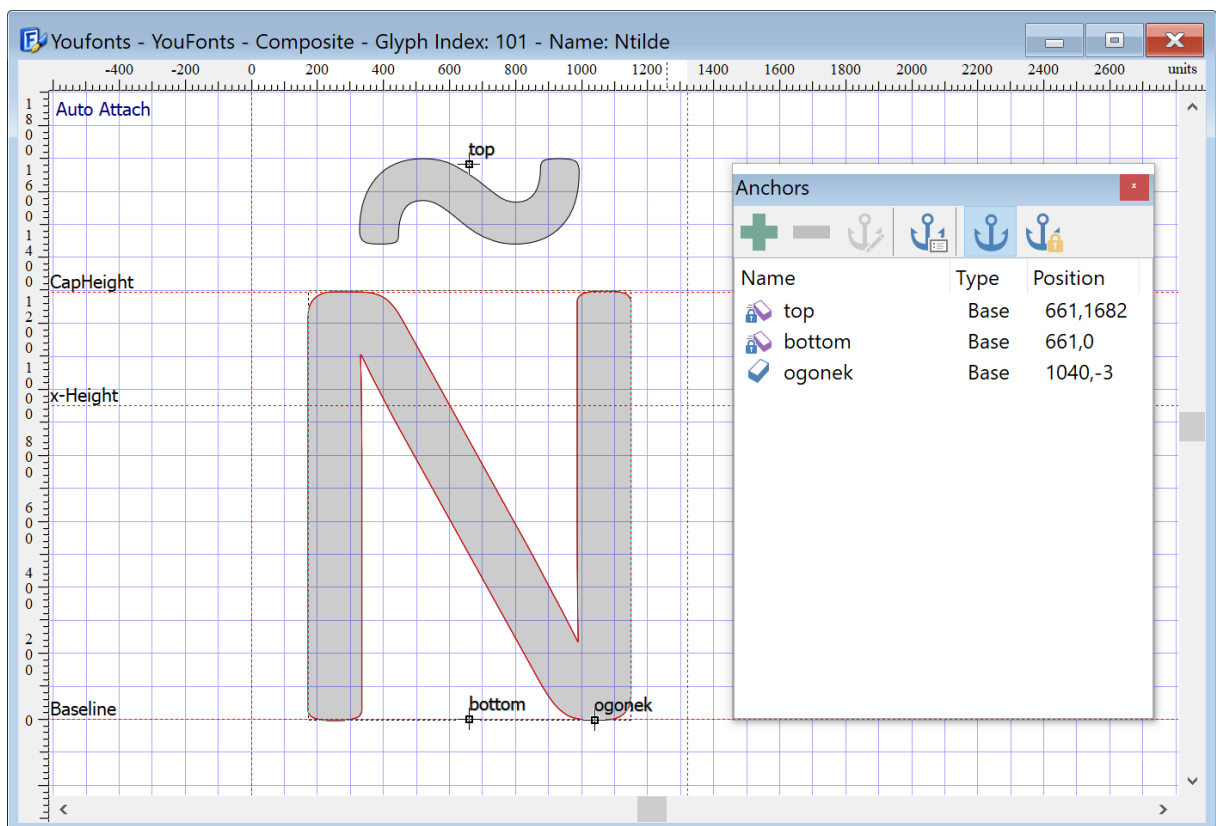 Youfonts - YouFonts - Composite - Glyph Index: 101 - Name: Ntilde
-400 -200 0 200 400 600 800 1000 1200 1400 1600 1800 2000 2200 2400 2600 units
Auto Attach
1800
top
1600
1400
CapHeight
1200
1000
x-Height
800
600
400
200
bottom ogonek
0 Baseline
Anchors
Name Type Position
top Base 661,1682
bottom Base 661,0
ogonek Base 1040,-3